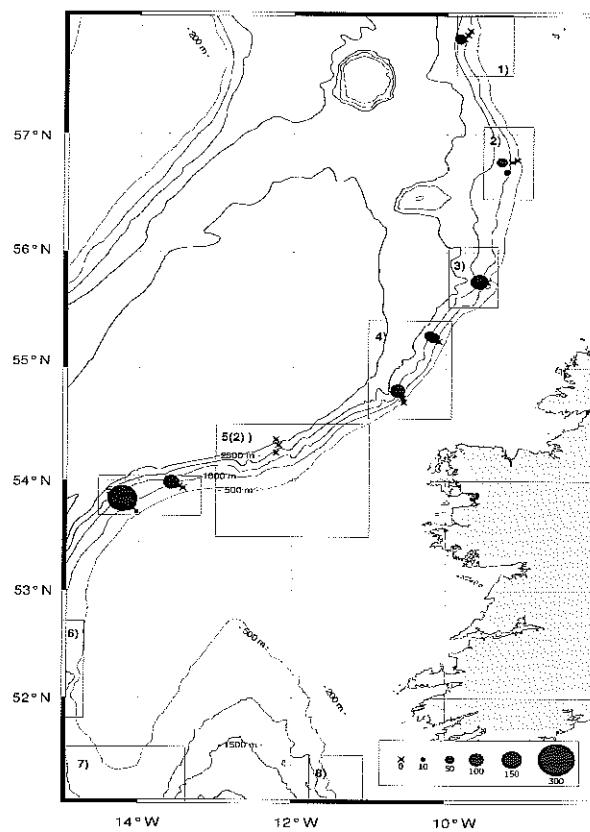 - 200 m -
1)
57° N
2)
56° N
3)
55° N
4)
5(2) )
2500 m
54° N
1000 m
500 m
53° N
6)
- 500 m -
- 200 m -
52° N
1500 m
7)
8)
0 10 50 100 150 300
14° W 12° W 10° W